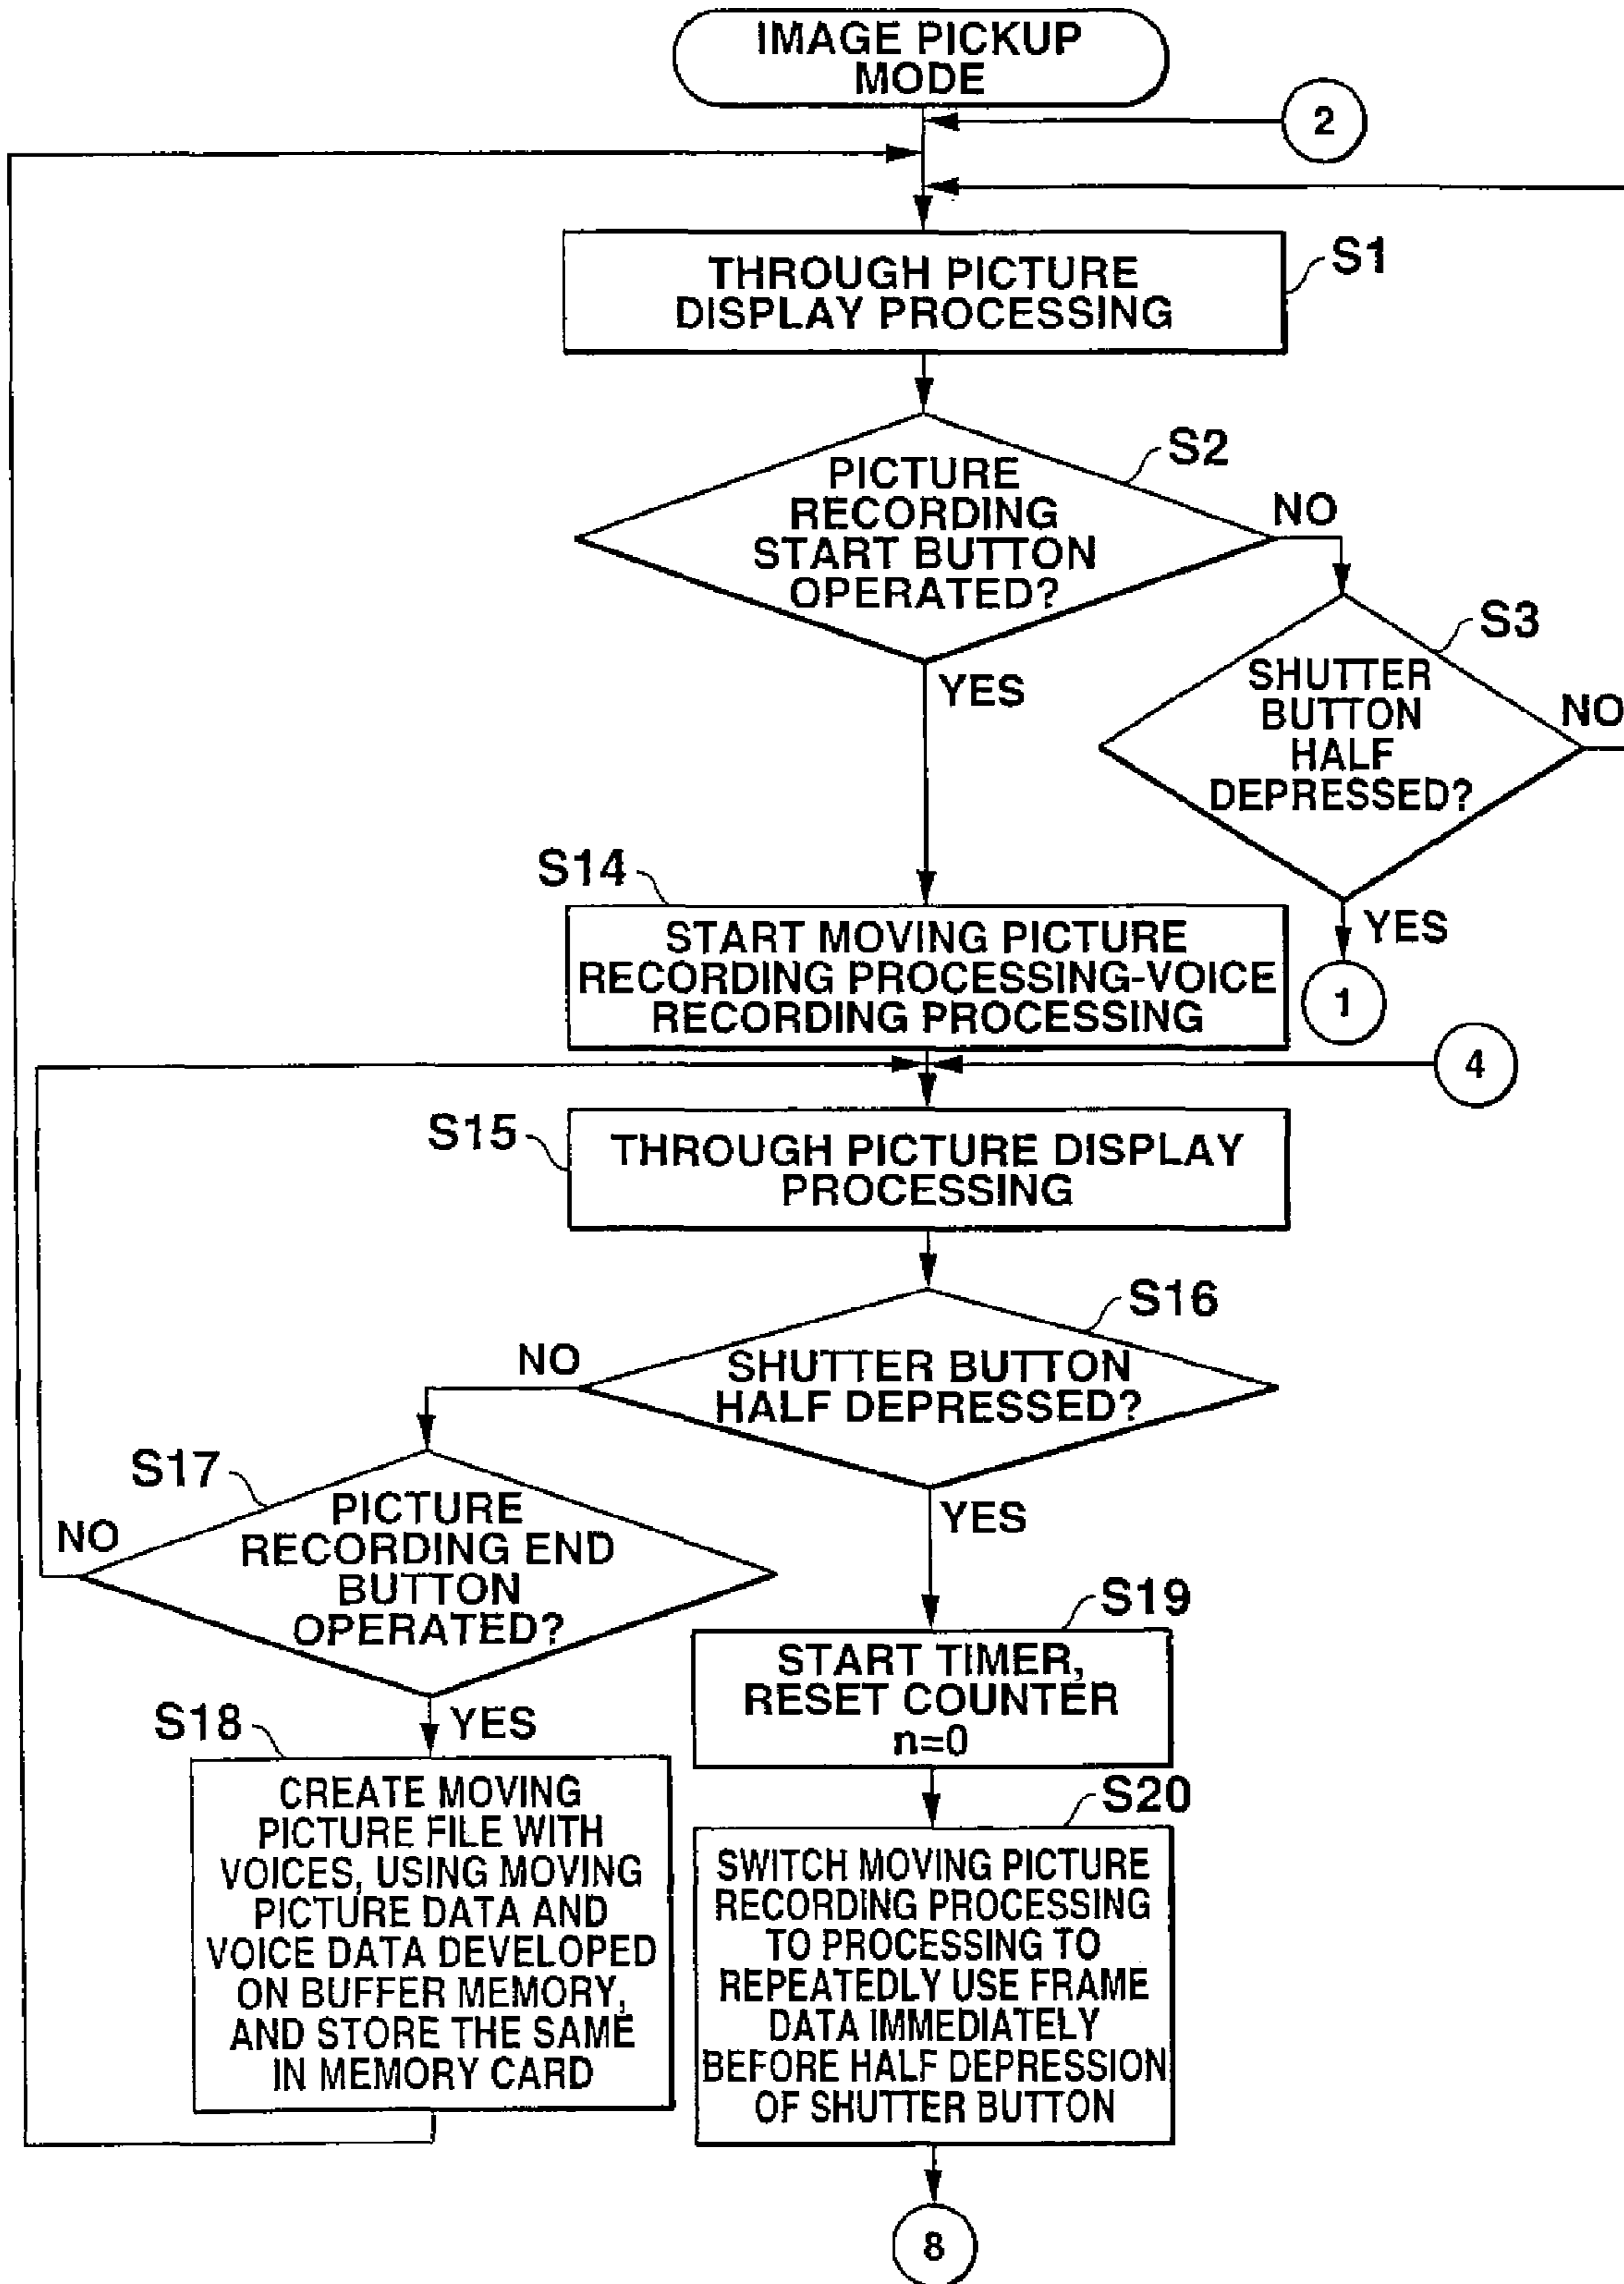 IMAGE PICKUP
MODE
2
THROUGH PICTURE
DISPLAY PROCESSING
S1
PICTURE
RECORDING
START BUTTON
OPERATED?
S2
NO
YES
SHUTTER
BUTTON
HALF
DEPRESSED?
S3
NO
YES
1
S14
START MOVING PICTURE
RECORDING PROCESSING-VOICE
RECORDING PROCESSING
4
S15
THROUGH PICTURE DISPLAY
PROCESSING
S16
SHUTTER BUTTON
HALF DEPRESSED?
NO
YES
S17
PICTURE
RECORDING END
BUTTON
OPERATED?
NO
YES
S18
CREATE MOVING
PICTURE FILE WITH
VOICES, USING MOVING
PICTURE DATA AND
VOICE DATA DEVELOPED
ON BUFFER MEMORY,
AND STORE THE SAME
IN MEMORY CARD
S19
START TIMER,
RESET COUNTER
n=0
S20
SWITCH MOVING PICTURE
RECORDING PROCESSING
TO PROCESSING TO
REPEATEDLY USE FRAME
DATA IMMEDIATELY
BEFORE HALF DEPRESSION
OF SHUTTER BUTTON
8